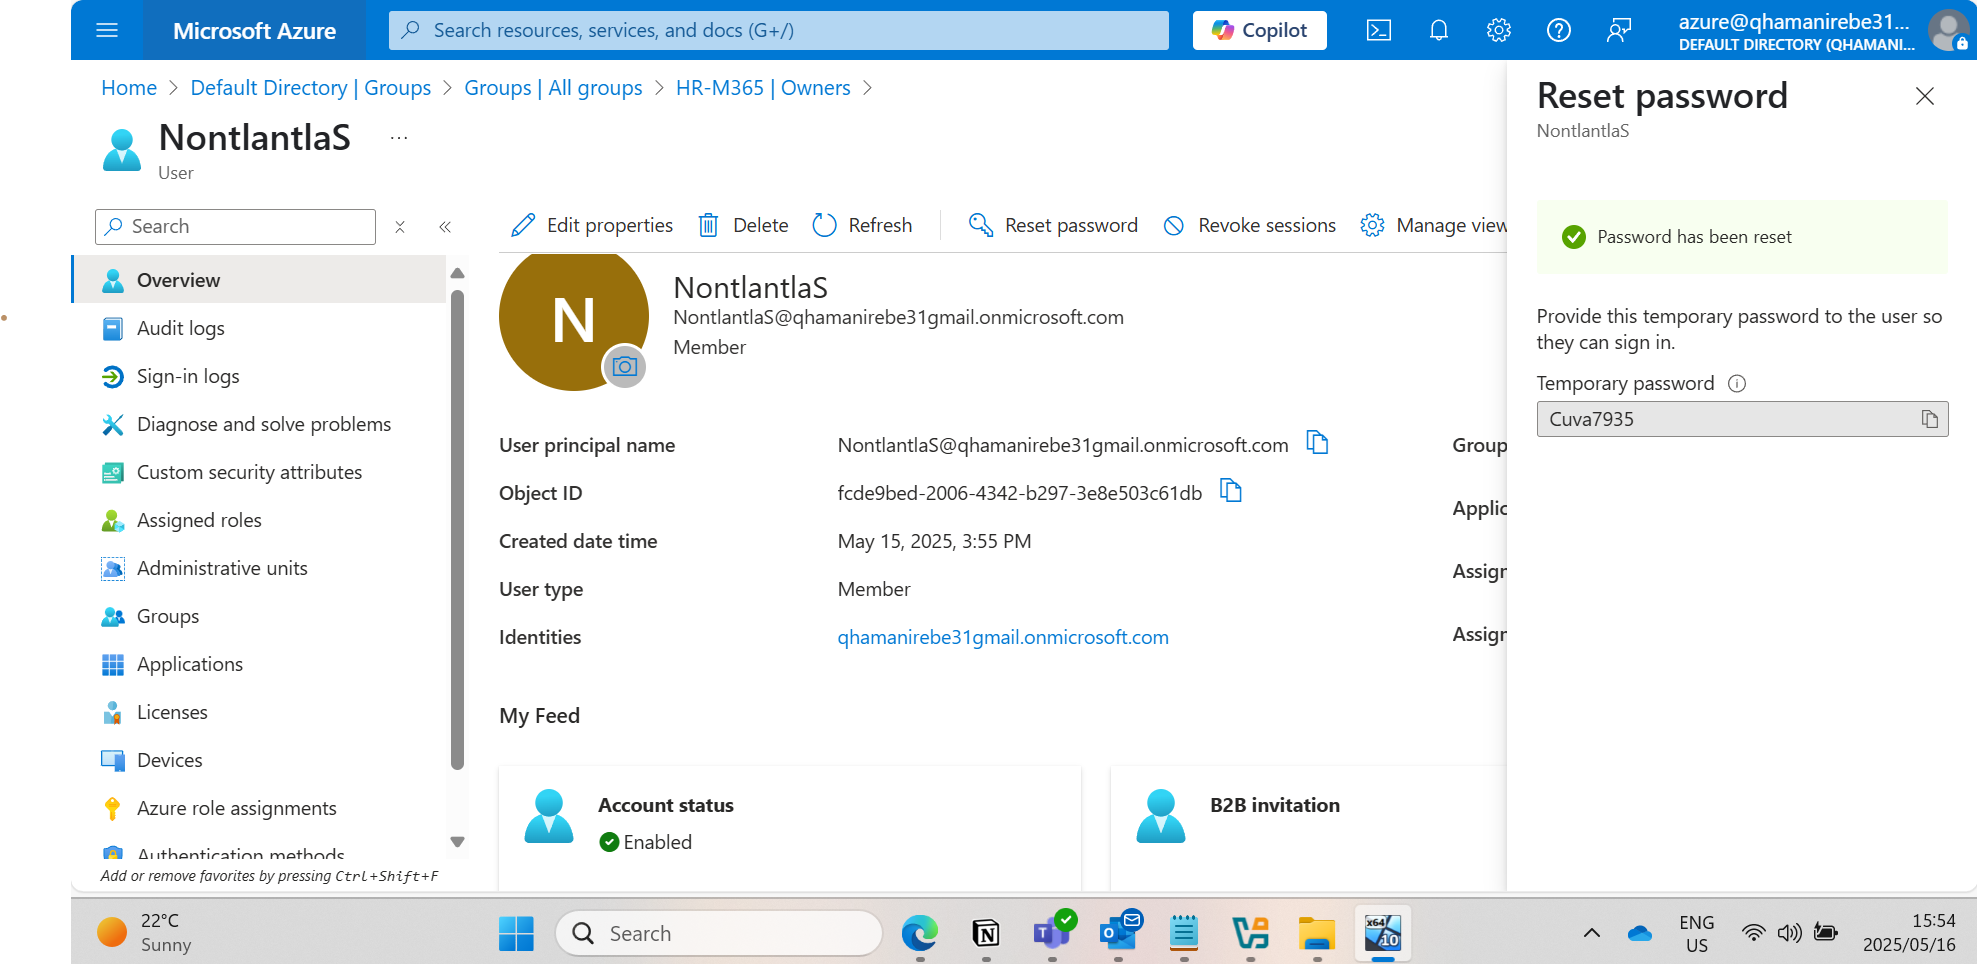 Microsoft Azure
Search resources, services, and docs (G+/)
Copilot
azure@qhamanirebe31...
DEFAULT DIRECTORY (QHAMANI...
Home > Default Directory | Groups > Groups | All groups > HR-M365 | Owners >
NontlantlaS ...
User
Search
Edit properties
Delete
Refresh
Reset password
Revoke sessions
Manage view
Overview
Audit logs
Sign-in logs
Diagnose and solve problems
Custom security attributes
Assigned roles
Administrative units
Groups
Applications
Licenses
Devices
Azure role assignments
Authentication methods
Add or remove favorites by pressing Ctrl+Shift+F
N
NontlantlaS
NontlantlaS@qhamanirebe31gmail.onmicrosoft.com
Member
User principal name NontlantlaS@qhamanirebe31gmail.onmicrosoft.com
Object ID fcde9bed-2006-4342-b297-3e8e503c61db
Created date time May 15, 2025, 3:55 PM
User type Member
Identities qhamanirebe31gmail.onmicrosoft.com
Group
Applic
Assign
Assign
My Feed
Account status
Enabled
B2B invitation
Reset password
NontlantlaS
Password has been reset
Provide this temporary password to the user so
they can sign in.
Temporary password
Cuva7935
22°C
Sunny
Search
x64
10
ENG
US
15:54
2025/05/16